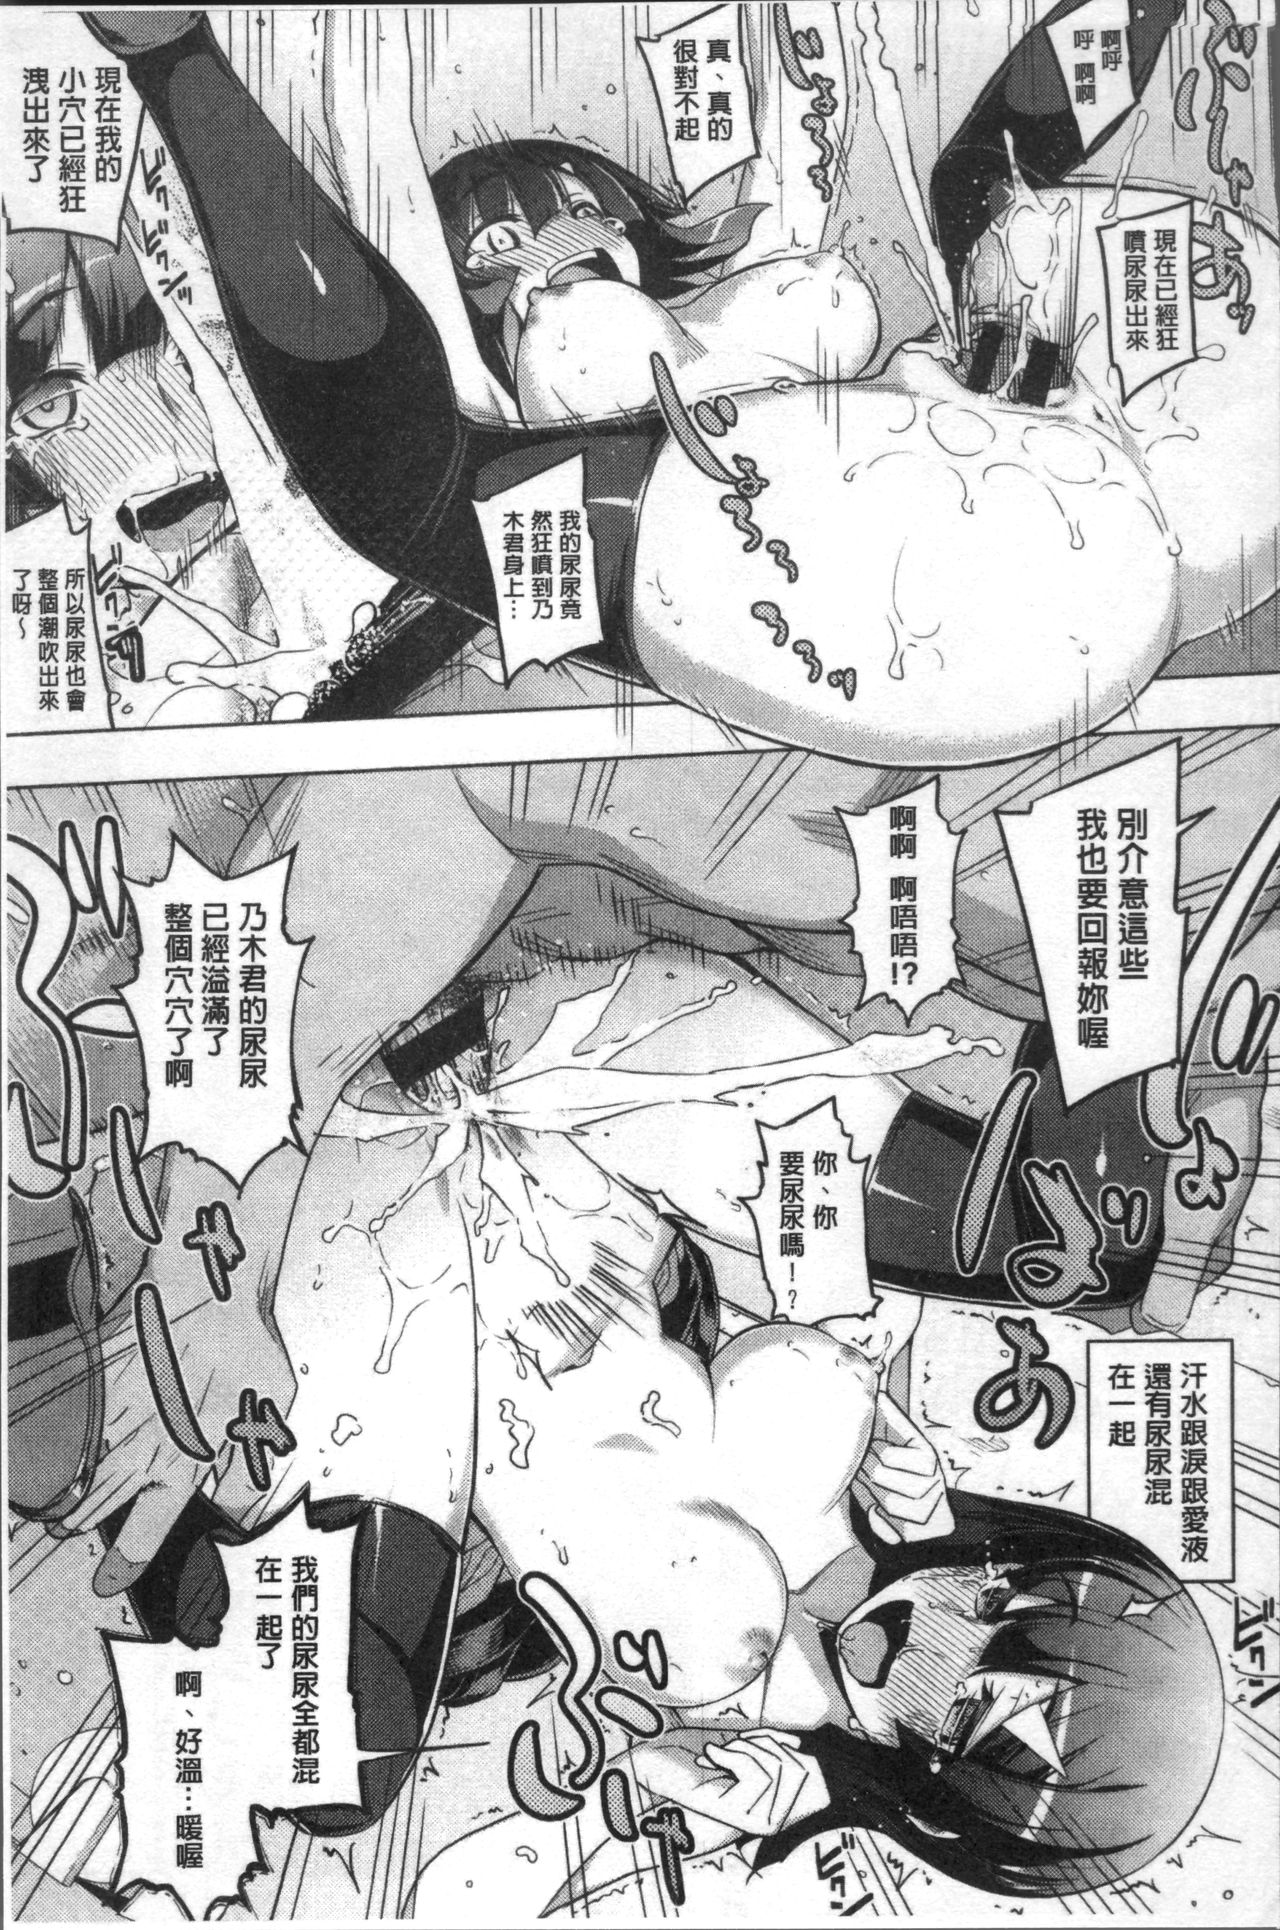 啊呼
呼 啊啊
真、真的
很對不起
現在已經狂
噴尿尿出來
我的尿尿竟
然狂噴到乃
木君身上…
現在我的
小穴已經狂
洩出來了
所以尿尿也會
整個潮吹出來
了呀～
別介意這些
我也要回報妳喔
啊啊 啊唔唔!?
你、你
要尿尿嗎!?
乃木君的尿尿
已經溢滿了
整個穴穴了啊
汗水跟淚跟愛液
還有尿尿混
在一起
我們的尿尿全都混
在一起了
啊、好溫…暖喔